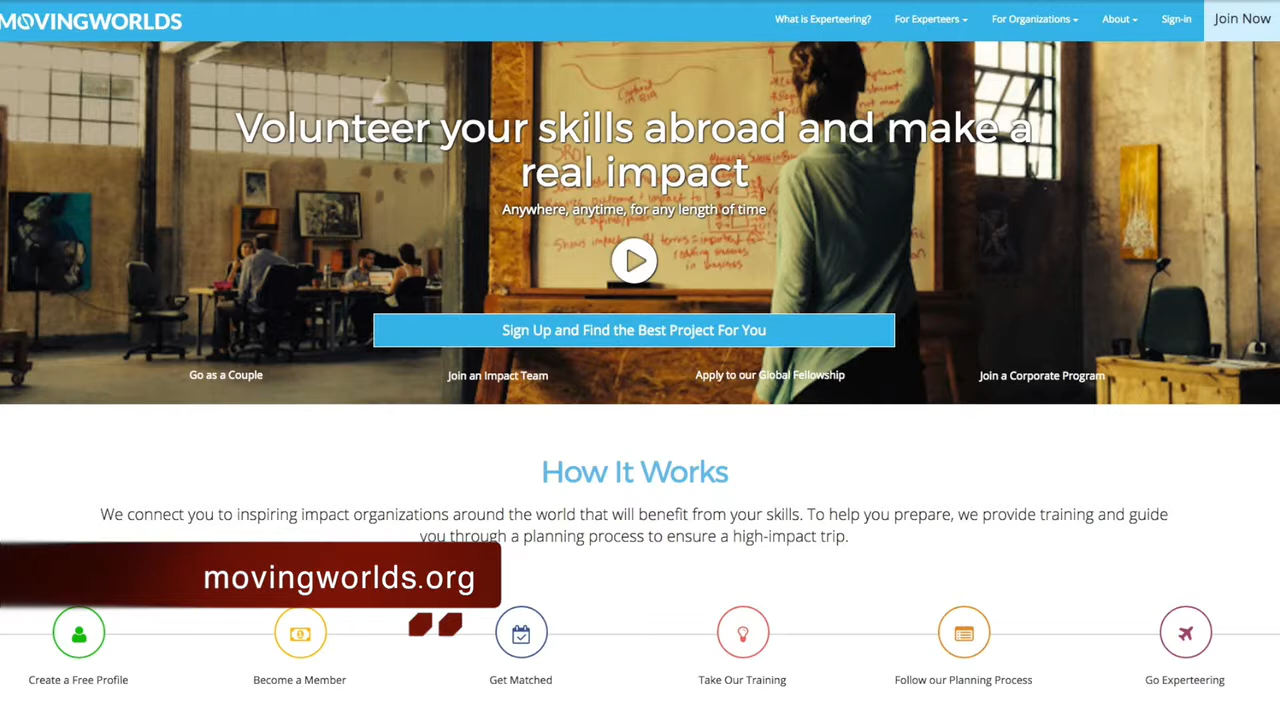 MOVINGWORLDS
What is Experteering?
For Experteers
For Organizations
About
Sign-in
Join Now
Volunteer your skills abroad and make a
real impact
Anywhere, anytime, for any length of time
Sign Up and Find the Best Project For You
Go as a Couple
Join an Impact Team
Apply to our Global Fellowship
Join a Corporate Program
How It Works
We connect you to inspiring impact organizations around the world that will benefit from your skills. To help you prepare, we provide training and guide
you through a planning process to ensure a high-impact trip.
movingworlds.org
Create a Free Profile
Become a Member
Get Matched
Take Our Training
Follow our Planning Process
Go Experteering